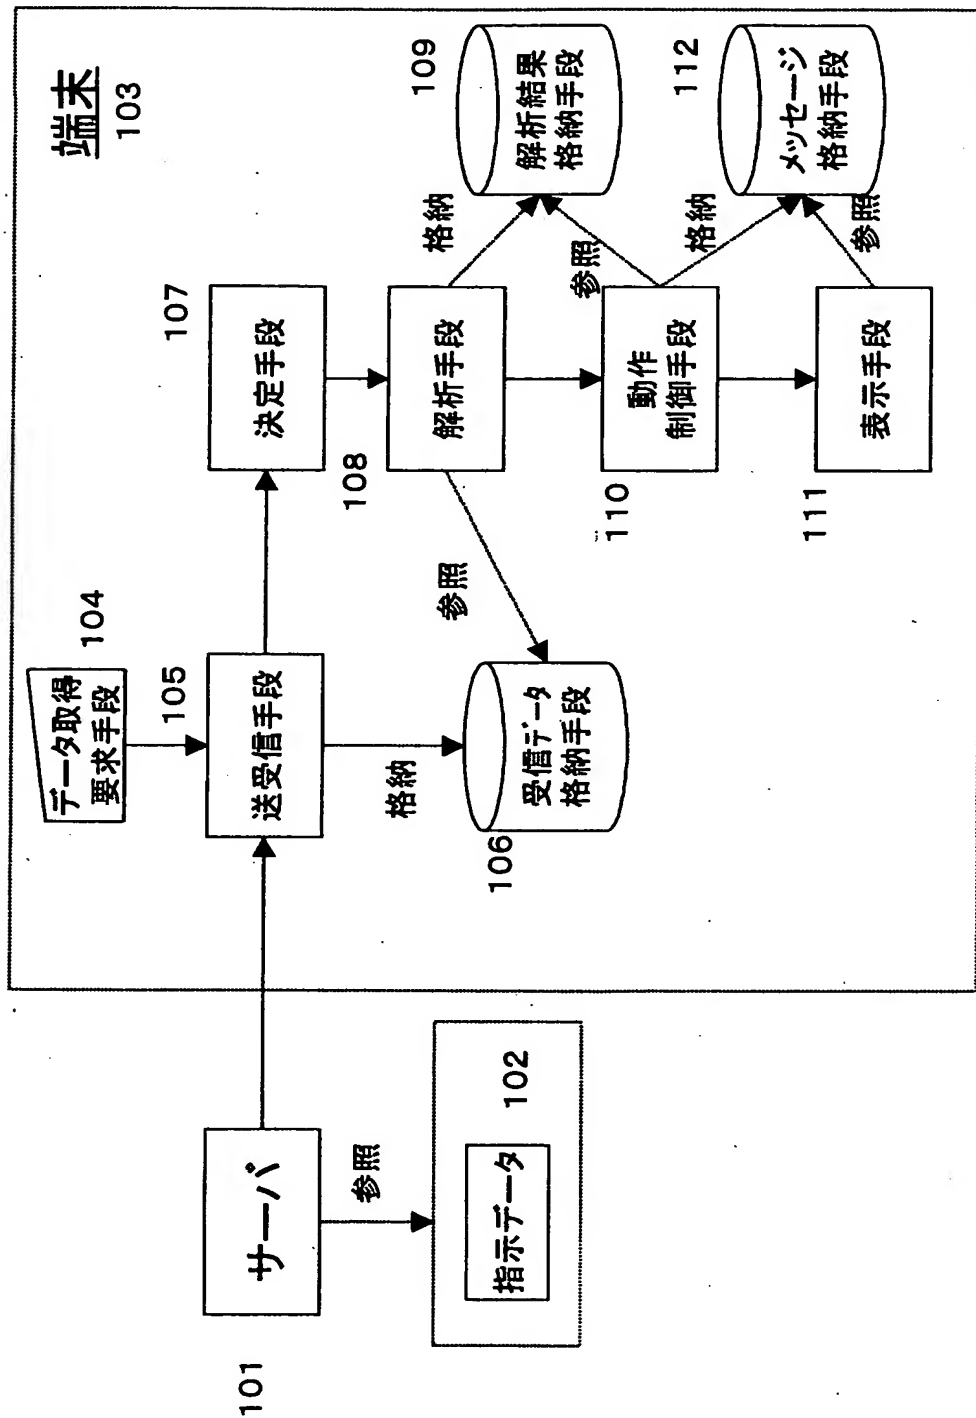 端末
103
データ取得
要求手段
104
105
送受信手段
107
決定手段
サーバ
101
参照
指示データ
102
格納
受信データ
格納手段
106
108
解析手段
参照
格納
解析結果
格納手段
109
参照
動作
制御手段
110
格納
メッセージ
格納手段
112
参照
表示手段
111